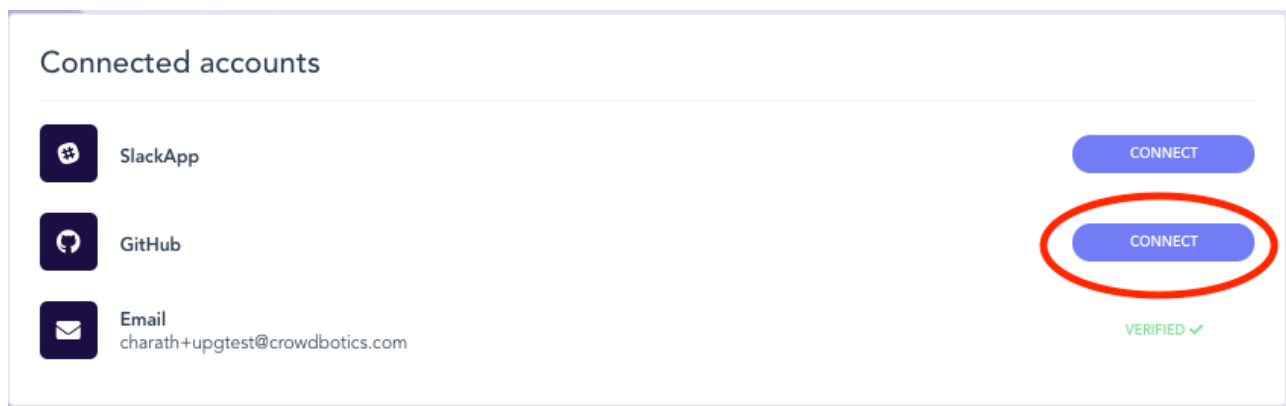 Connected accounts
SlackApp
CONNECT
GitHub
CONNECT
Email
charath+upgtest@crowdbotics.com
VERIFIED ✓